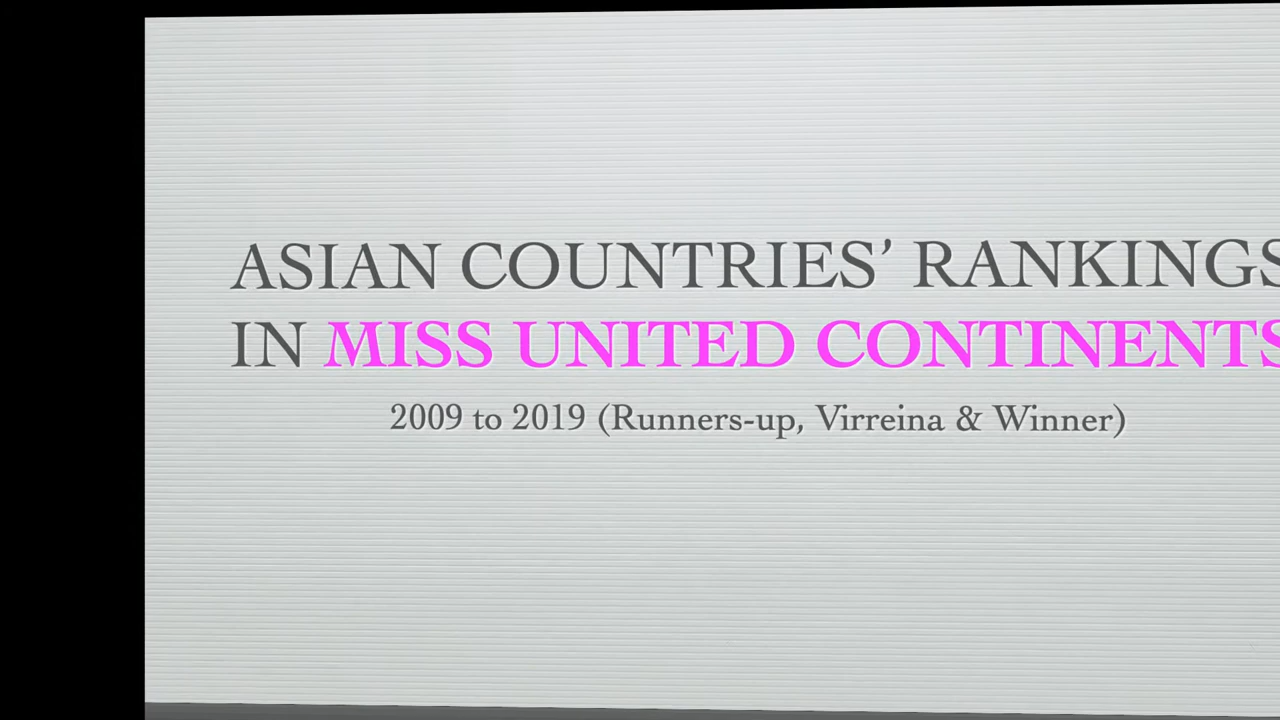 ASIAN COUNTRIES’ RANKINGS
IN MISS UNITED CONTINENTS
2009 to 2019 (Runners-up, Virreina & Winner)